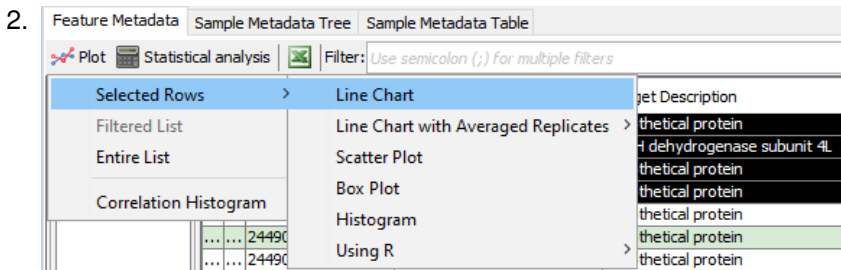 2.
Feature Metadata Sample Metadata Tree Sample Metadata Table
Plot Statistical analysis Filter: Use semicolon (;) for multiple filters
Selected Rows > Line Chart get Description
Filtered List Line Chart with Averaged Replicates > thetical protein
Entire List Scatter Plot H dehydrogenase subunit 4L
Box Plot thetical protein
Correlation Histogram thetical protein
Histogram thetical protein
... ... 24490 Using R > thetical protein
... ... 24490 thetical protein